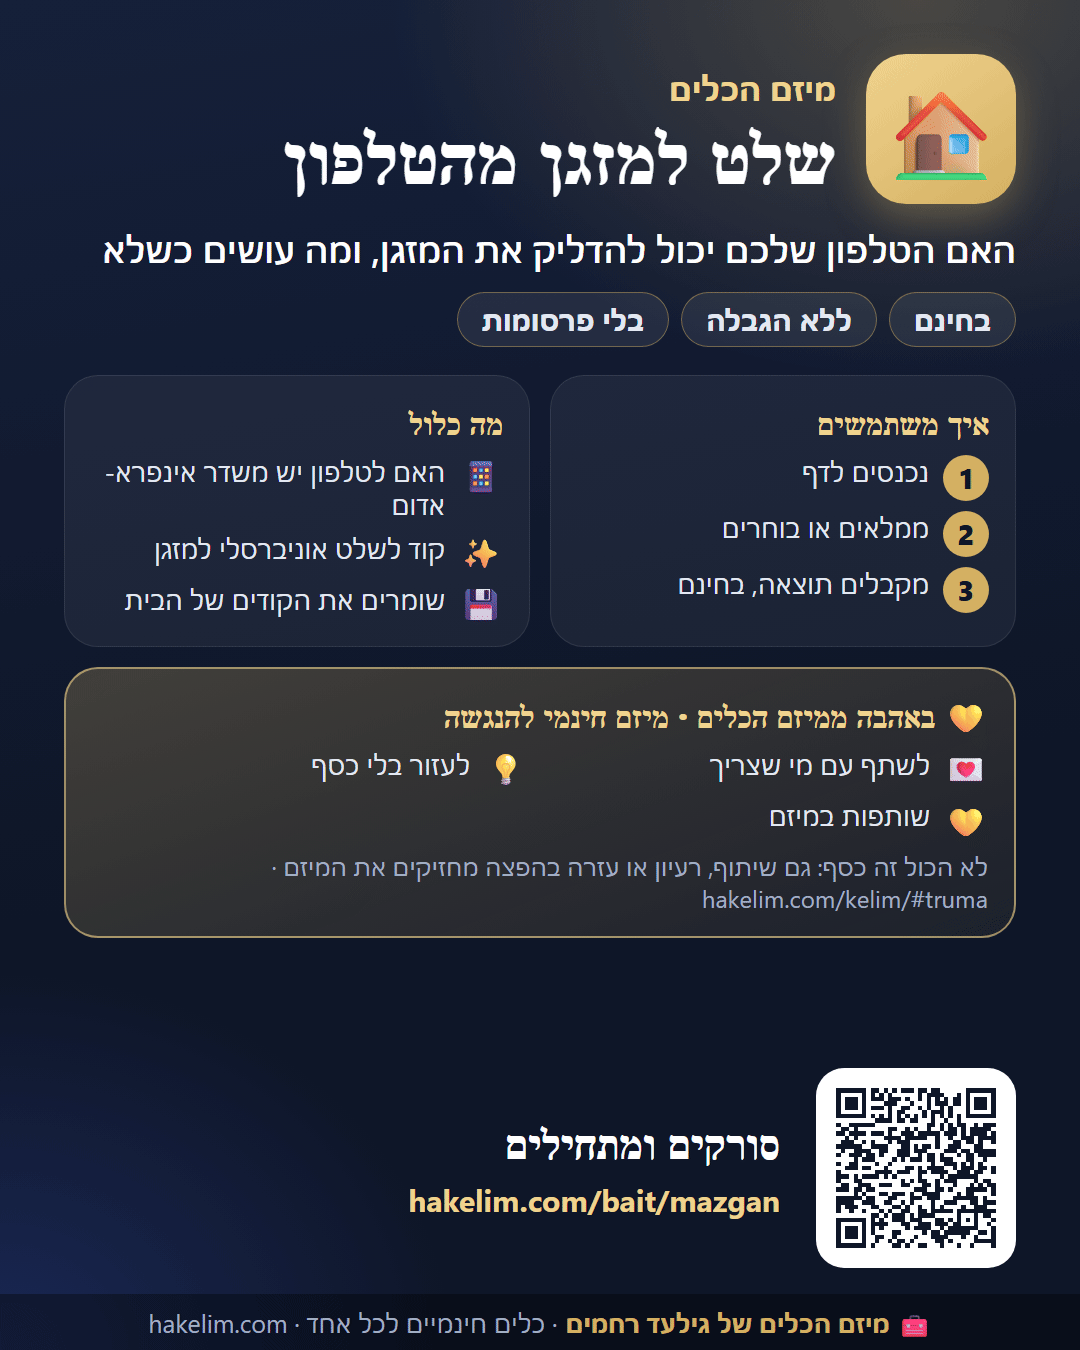 מיזם הכלים
שלט למזגן מהטלפון
האם הטלפון שלכם יכול להדליק את המזגן, ומה עושים כשלא
בחינם
ללא הגבלה
בלי פרסומות
איך משתמשים
1 נכנסים לדף
2 ממלאים או בוחרים
3 מקבלים תוצאה, בחינם
מה כלול
האם לטלפון יש משדר אינפרא-
אדום
קוד לשלט אוניברסלי למזגן
שומרים את הקודים של הבית
באהבה ממיזם הכלים • מיזם חינמי להנגשה
לשתף עם מי שצריך
לעזור בלי כסף
שותפות במיזם
לא הכול זה כסף: גם שיתוף, רעיון או עזרה בהפצה מחזיקים את המיזם ·
hakelim.com/kelim/#truma
סורקים ומתחילים
hakelim.com/bait/mazgan
מיזם הכלים של גילעד רחמים · כלים חינמיים לכל אחד · hakelim.com